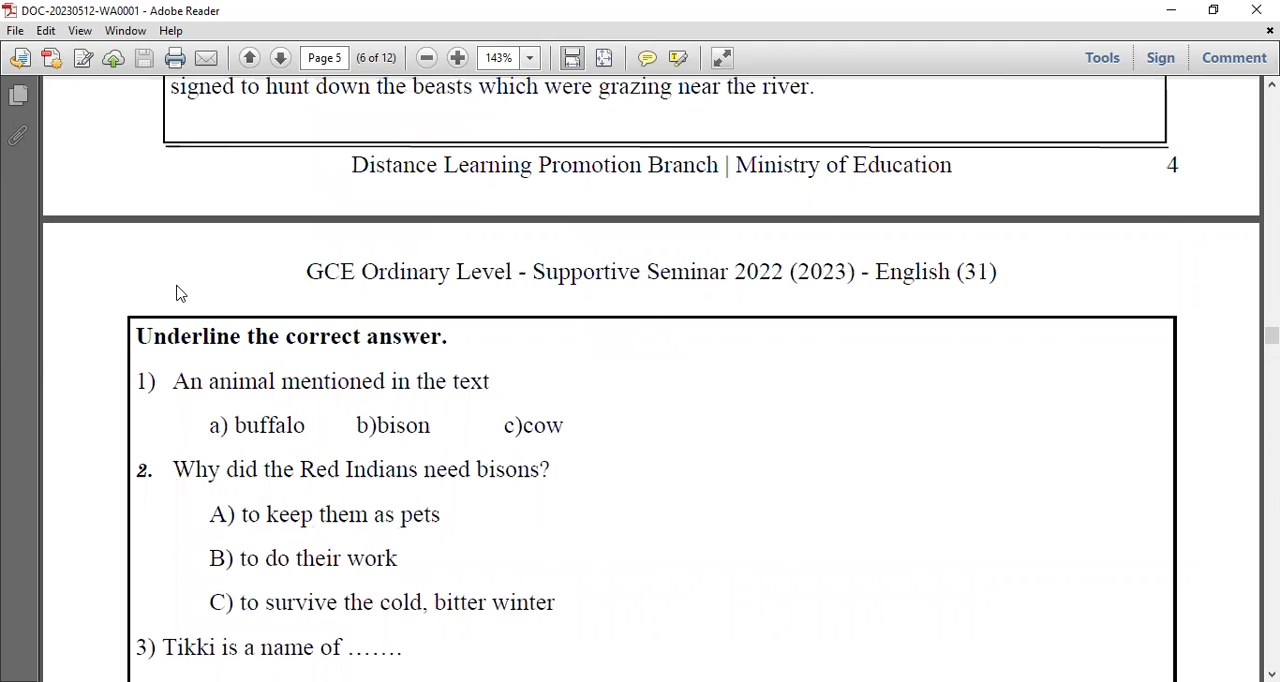 DOC-20230512-WA0001 - Adobe Reader
File Edit View Window Help
Page 5 (6 of 12) 143% Tools Sign Comment
signed to hunt down the beasts which were grazing near the river.
Distance Learning Promotion Branch | Ministry of Education 4
GCE Ordinary Level - Supportive Seminar 2022 (2023) - English (31)
Underline the correct answer.
1) An animal mentioned in the text
a) buffalo b)bison c)cow
2. Why did the Red Indians need bisons?
A) to keep them as pets
B) to do their work
C) to survive the cold, bitter winter
3) Tikki is a name of …….